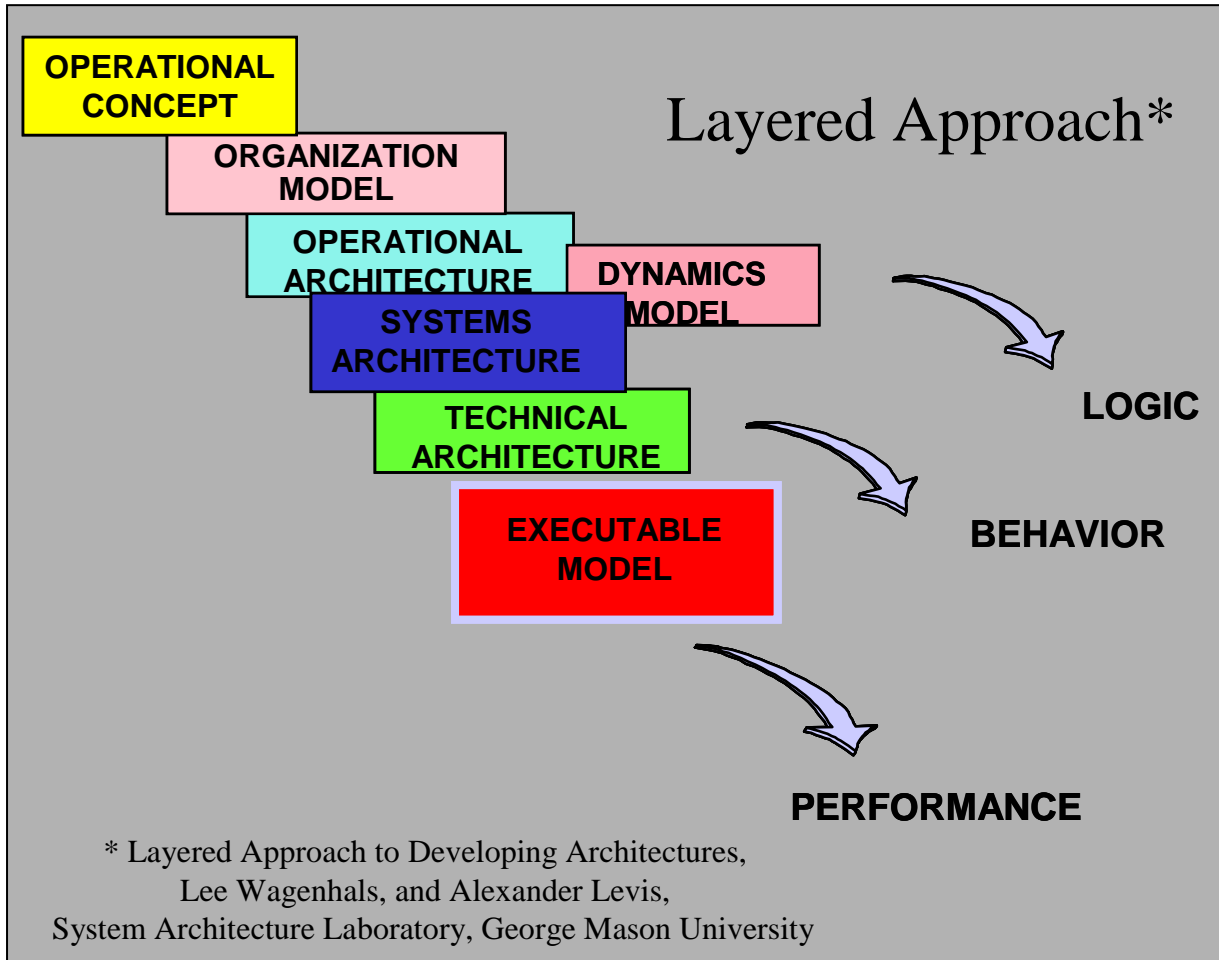 OPERATIONAL
CONCEPT
Layered Approach*
ORGANIZATION
MODEL
OPERATIONAL
ARCHITECTURE
DYNAMICS
MODEL
SYSTEMS
ARCHITECTURE
LOGIC
TECHNICAL
ARCHITECTURE
EXECUTABLE
MODEL
BEHAVIOR
PERFORMANCE
* Layered Approach to Developing Architectures,
Lee Wagenhals, and Alexander Levis,
System Architecture Laboratory, George Mason University